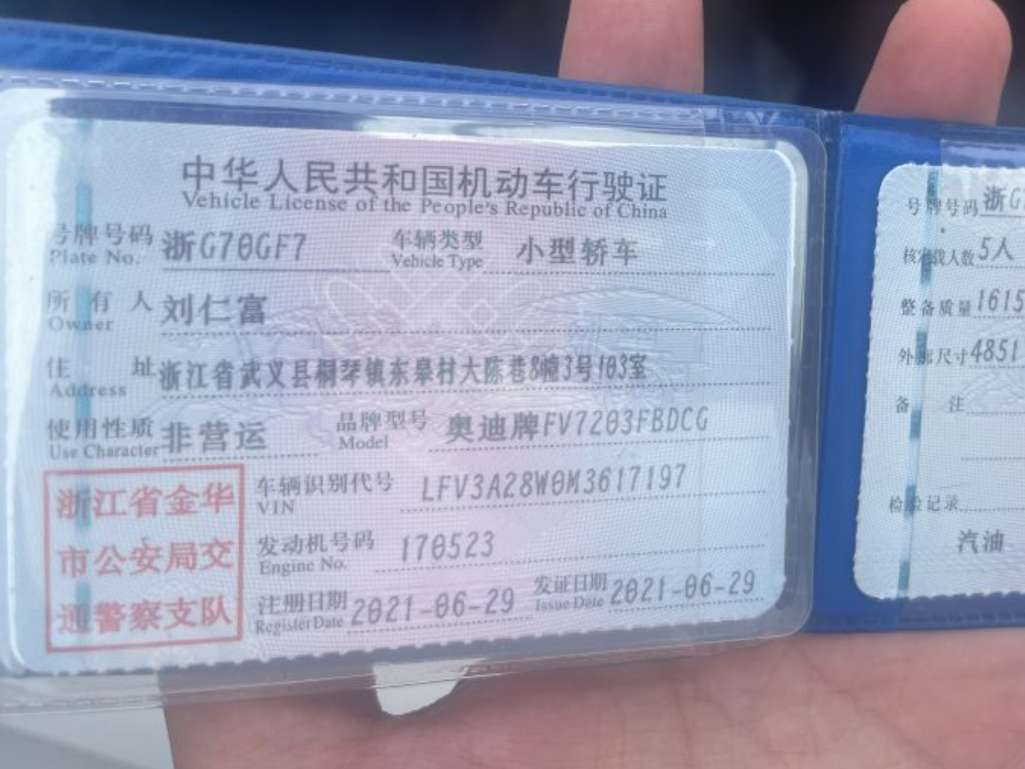 中华人民共和国机动车行驶证
Vehicle License of the People's Republic of China
号牌号码 浙G70GF7 车辆类型 小型轿车
Plate No. Vehicle Type
所有人 刘仁富
Owner
住址 浙江省武义县桐琴镇东皋村大陈巷8幢3号103室
Address
使用性质 非营运 品牌型号 奥迪牌FV7203FBDCG
Use Character Model
浙江省金华
市公安局交
通警察支队
车辆识别代号 LFV3A28W0M3617197
VIN
发动机号码 170523
Engine No.
注册日期 2021-06-29 发证日期 2021-06-29
Register Date Issue Date
号牌号码 浙G
核定载人数 5人
整备质量 1615
外廓尺寸 4851
备注
检验记录
汽油